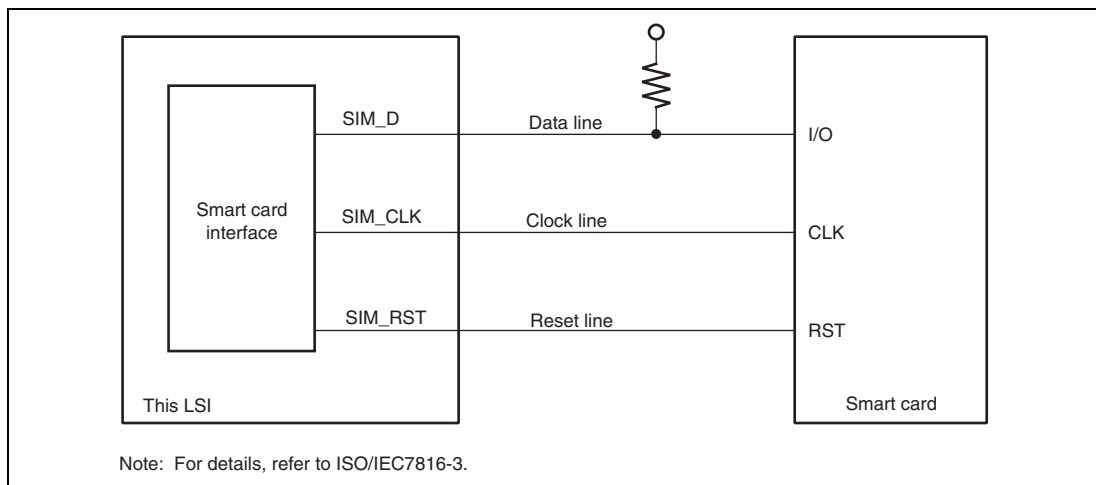 SIM_D
Data line
I/O
Smart card
interface
SIM_CLK
Clock line
CLK
SIM_RST
Reset line
RST
This LSI
Smart card
Note: For details, refer to ISO/IEC7816-3.